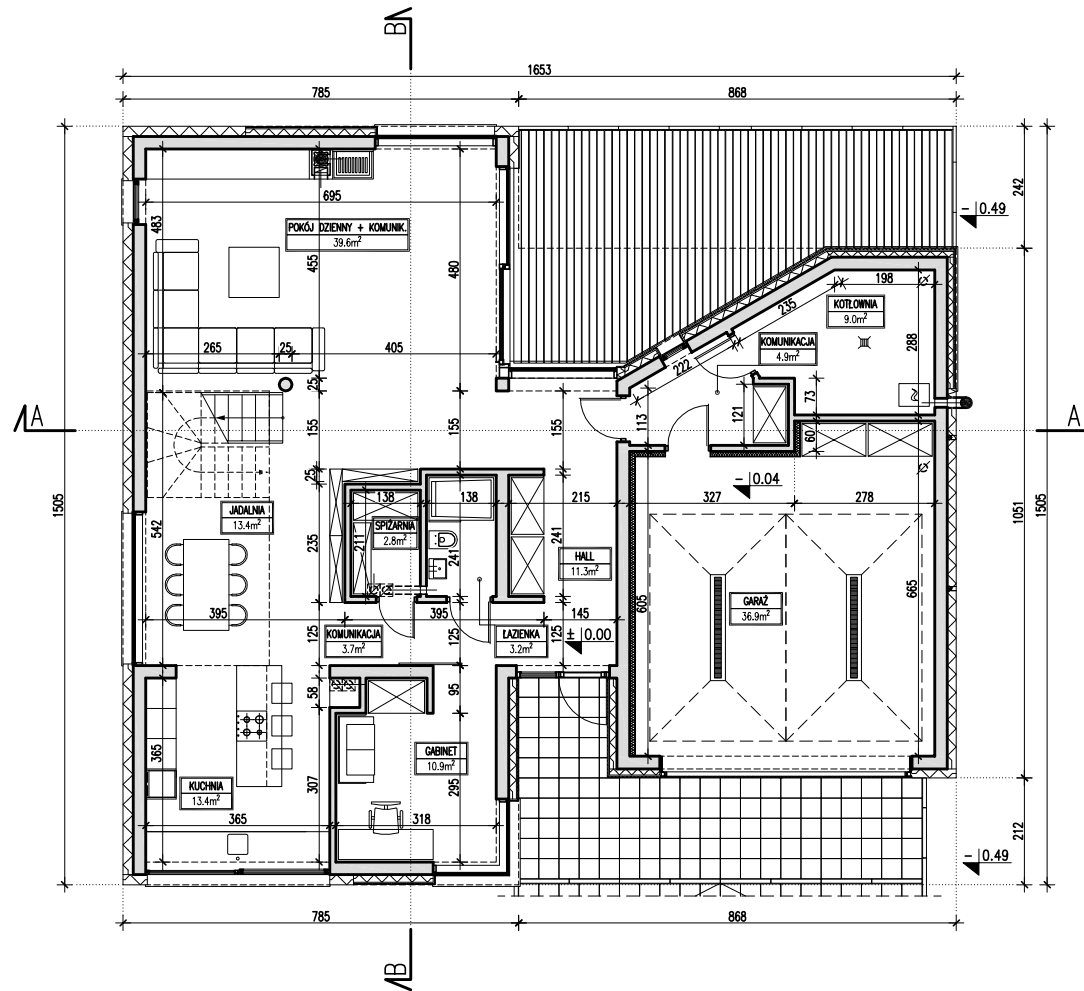 B
1653
785
868
242
- 0.49
695
483
POKÓJ DZIENNY + KOMUNIK.
39.6m²
455
480
198
235
KOTŁOWNIA
9.0m²
KOMUNIKACJA
4.9m²
288
265
25
405
222
25
73
121
113
A
A
155
155
155
60
25
- 0.04
138
138
215
327
278
1505
1051
1505
JADALNIA
13.4m²
SPIŻARNIA
2.8m²
211
241
241
542
235
HALL
11.3m²
GARAŻ
36.9m²
605
665
395
395
145
KOMUNIKACJA
3.7m²
ŁAZIENKA
3.2m²
± 0.00
125
125
125
58
95
365
GABINET
10.9m²
295
KUCHNIA
13.4m²
307
365
318
212
- 0.49
785
868
B